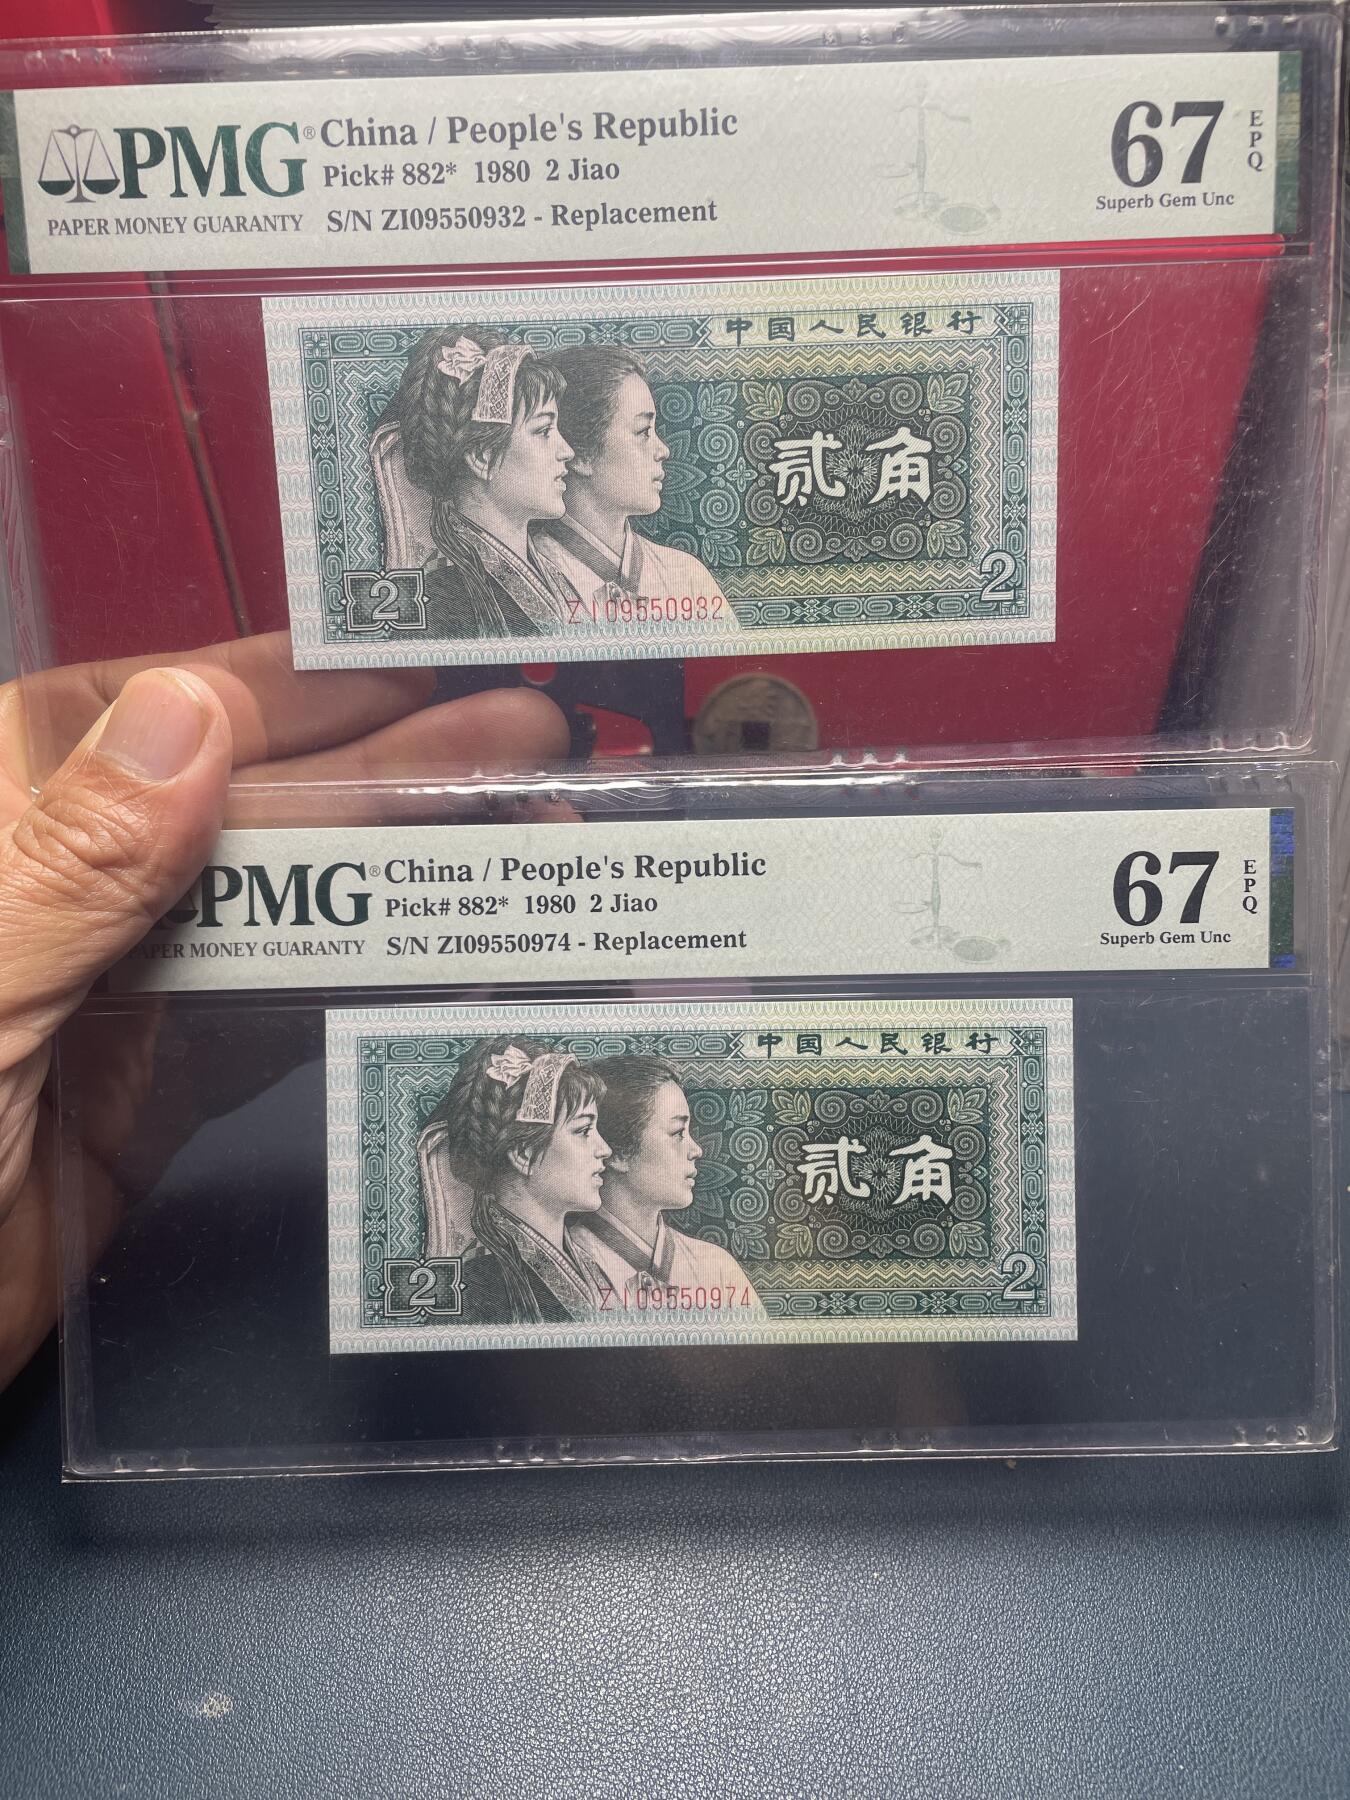 PMG®
PAPER MONEY GUARANTY
China / People's Republic
Pick# 882* 1980 2 Jiao
S/N ZI09550932 - Replacement
67
EPQ
Superb Gem Unc
中国人民银行
贰角
2
2
ZI09550932
PMG®
PAPER MONEY GUARANTY
China / People's Republic
Pick# 882* 1980 2 Jiao
S/N ZI09550974 - Replacement
67
EPQ
Superb Gem Unc
中国人民银行
贰角
2
2
ZI09550974